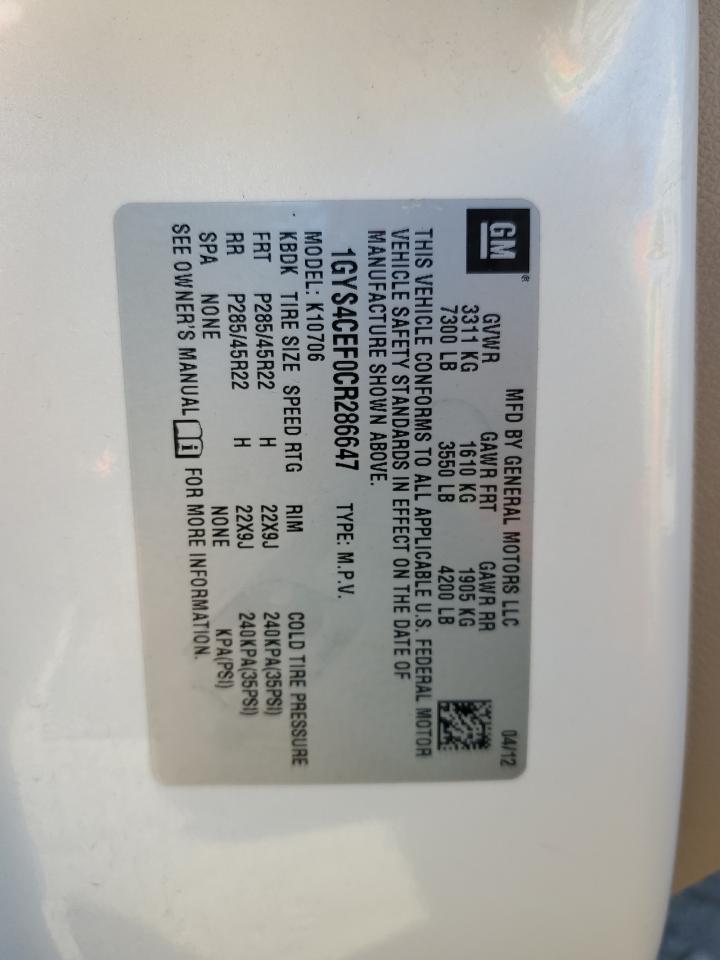 GM ®
MFD BY GENERAL MOTORS LLC 04/12
GVWR GAWR FRT GAWR RR
3311 KG 1610 KG 1905 KG
7300 LB 3550 LB 4200 LB
THIS VEHICLE CONFORMS TO ALL APPLICABLE U.S. FEDERAL MOTOR
VEHICLE SAFETY STANDARDS IN EFFECT ON THE DATE OF
MANUFACTURE SHOWN ABOVE.
1GYS4CEF0CR286647 TYPE: M.P.V.
MODEL: K10706
KBDK TIRE SIZE SPEED RTG RIM COLD TIRE PRESSURE
FRT P285/45R22 H 22X9J 240KPA(35PSI)
RR P285/45R22 H 22X9J 240KPA(35PSI)
SPA NONE NONE KPA(PSI)
SEE OWNER'S MANUAL FOR MORE INFORMATION.